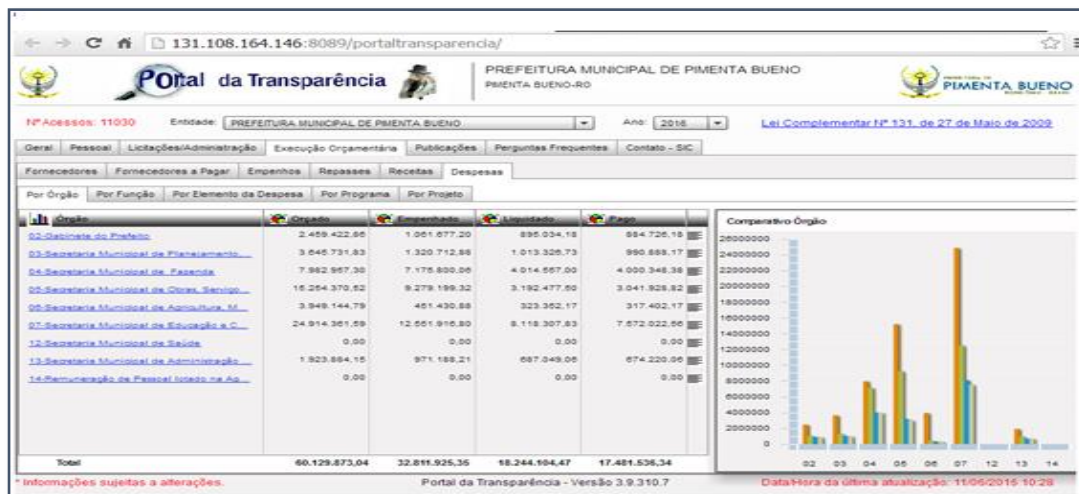 131.108.164.146:8089/portaltransparencia/
Portal da Transparência
PREFEITURA MUNICIPAL DE PIMENTA BUENO
PIMENTA BUENO-RO
PIMENTA BUENO
Nº Acessos: 11030 Entidade: PREFEITURA MUNICIPAL DE PIMENTA BUENO Ano: 2016 Lei Complementar Nº 131, de 27 de Maio de 2009
Geral Pessoal Licitações/Administração Execução Orçamentária Publicações Perguntas Frequentes Contato - SIC
Fornecedores Fornecedores a Pagar Empenhos Repasses Receitas Despesas
Por Órgão Por Função Por Elemento da Despesa Por Programa Por Projeto
Órgão Orçado Empenhado Liquidado Pago
02-Gabinete do Prefeito 2.459.422,86 1.061.677,20 895.034,18 884.726,18
03-Secretaria Municipal de Planejamento, ... 3.646.731,83 1.320.712,88 1.013.326,73 990.888,17
04-Secretaria Municipal de Fazenda 7.982.957,30 7.175.800,06 4.014.567,00 4.000.348,38
05-Secretaria Municipal de Obras, Serviço... 15.254.370,52 9.279.199,32 3.192.477,50 3.041.928,82
06-Secretaria Municipal de Agricultura, M... 3.949.144,79 451.430,88 323.362,17 317.402,17
07-Secretaria Municipal de Educação e C... 24.914.361,59 12.551.916,80 8.118.307,83 7.572.022,56
12-Secretaria Municipal de Saúde 0,00 0,00 0,00 0,00
13-Secretaria Municipal de Administração ... 1.923.884,15 971.188,21 687.049,06 674.220,06
14-Remuneração de Pessoal lotado na Ag... 0,00 0,00 0,00 0,00
Total 60.129.873,04 32.811.925,35 18.244.104,47 17.481.536,34
Comparativo Órgão
26000000
24000000
22000000
20000000
18000000
16000000
14000000
12000000
10000000
8000000
6000000
4000000
2000000
0
02 03 04 05 06 07 12 13 14
* Informações sujeitas a alterações. Portal da Transparência - Versão 3.9.310.7 Data/Hora da última atualização: 11/05/2016 10:28